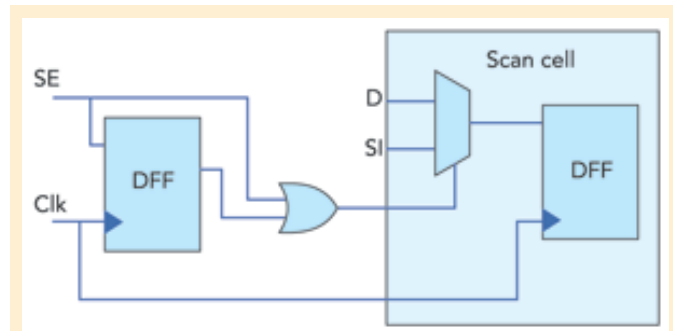 Scan cell
SE
D
SI
DFF
DFF
Clk